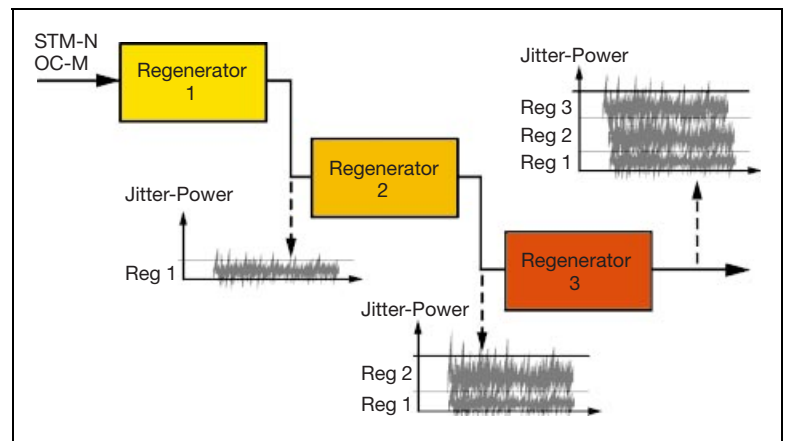 STM-N
OC-M
Regenerator
1
Jitter-Power
Reg 3
Reg 2
Reg 1
Regenerator
2
Jitter-Power
Reg 1
Regenerator
3
Jitter-Power
Reg 2
Reg 1